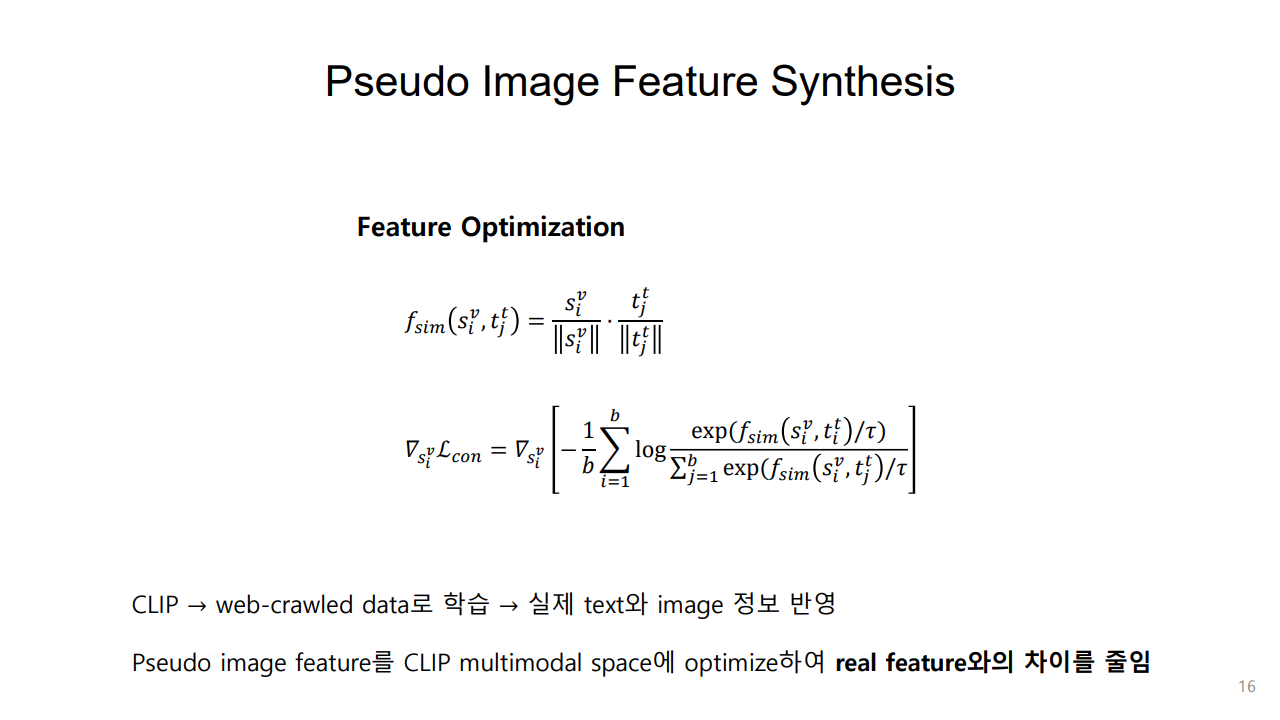 Pseudo Image Feature Synthesis
Feature Optimization
$f_{sim}(s_i^v, t_j^t) = \frac{s_i^v}{\|s_i^v\|} \cdot \frac{t_j^t}{\|t_j^t\|}$
$\nabla_{s_i^v} \mathcal{L}_{con} = \nabla_{s_i^v} \left[ -\frac{1}{b} \sum_{i=1}^{b} \log \frac{\exp(f_{sim}(s_i^v, t_i^t)/\tau)}{\sum_{j=1}^{b} \exp(f_{sim}(s_i^v, t_j^t)/\tau} \right]$
CLIP → web-crawled data로 학습 → 실제 text와 image 정보 반영
Pseudo image feature를 CLIP multimodal space에 optimize하여 real feature와의 차이를 줄임
16